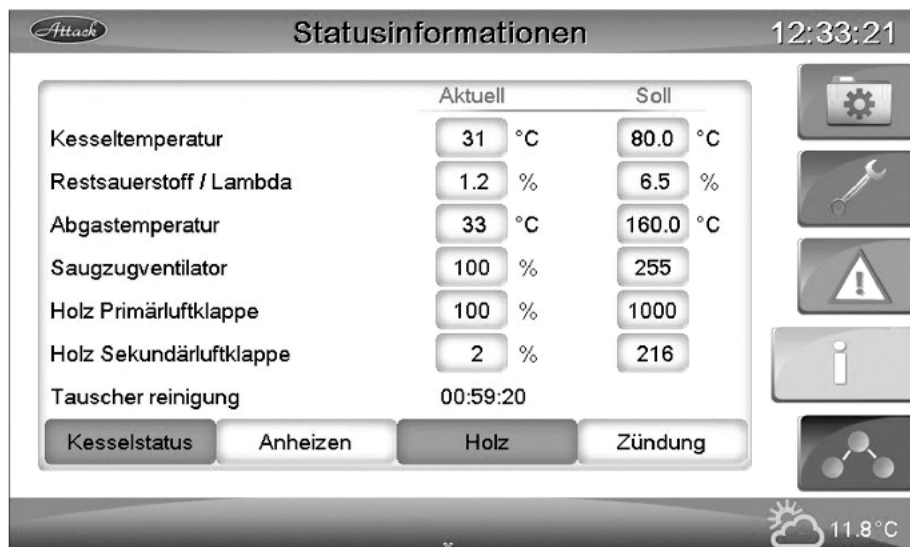 Attack Statusinformationen 12:33:21
Aktuell Soll
Kesseltemperatur 31 °C 80.0 °C
Restsauerstoff / Lambda 1.2 % 6.5 %
Abgastemperatur 33 °C 160.0 °C
Saugzugventilator 100 % 255
Holz Primärluftklappe 100 % 1000
Holz Sekundärluftklappe 2 % 216
Tauscher reinigung 00:59:20
Kesselstatus Anheizen Holz Zündung
11.8°C